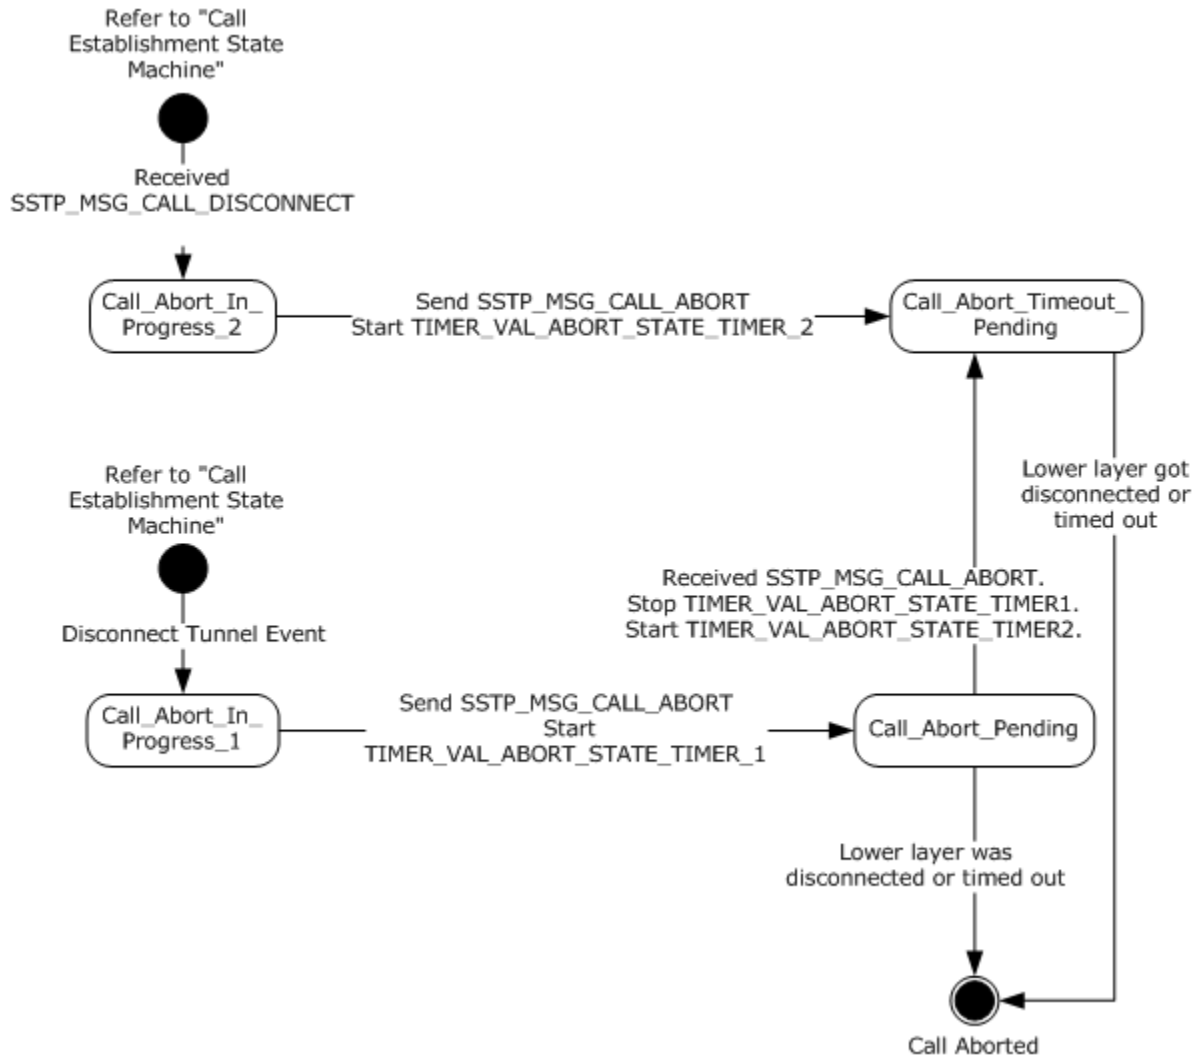 Refer to "Call
Establishment State
Machine"
Received
SSTP_MSG_CALL_DISCONNECT
Call_Abort_In_
Progress_2
Send SSTP_MSG_CALL_ABORT
Start TIMER_VAL_ABORT_STATE_TIMER_2
Call_Abort_Timeout_
Pending
Lower layer got
disconnected or
timed out
Refer to "Call
Establishment State
Machine"
Disconnect Tunnel Event
Received SSTP_MSG_CALL_ABORT.
Stop TIMER_VAL_ABORT_STATE_TIMER1.
Start TIMER_VAL_ABORT_STATE_TIMER2.
Call_Abort_In_
Progress_1
Send SSTP_MSG_CALL_ABORT
Start
TIMER_VAL_ABORT_STATE_TIMER_1
Call_Abort_Pending
Lower layer was
disconnected or timed out
Call Aborted